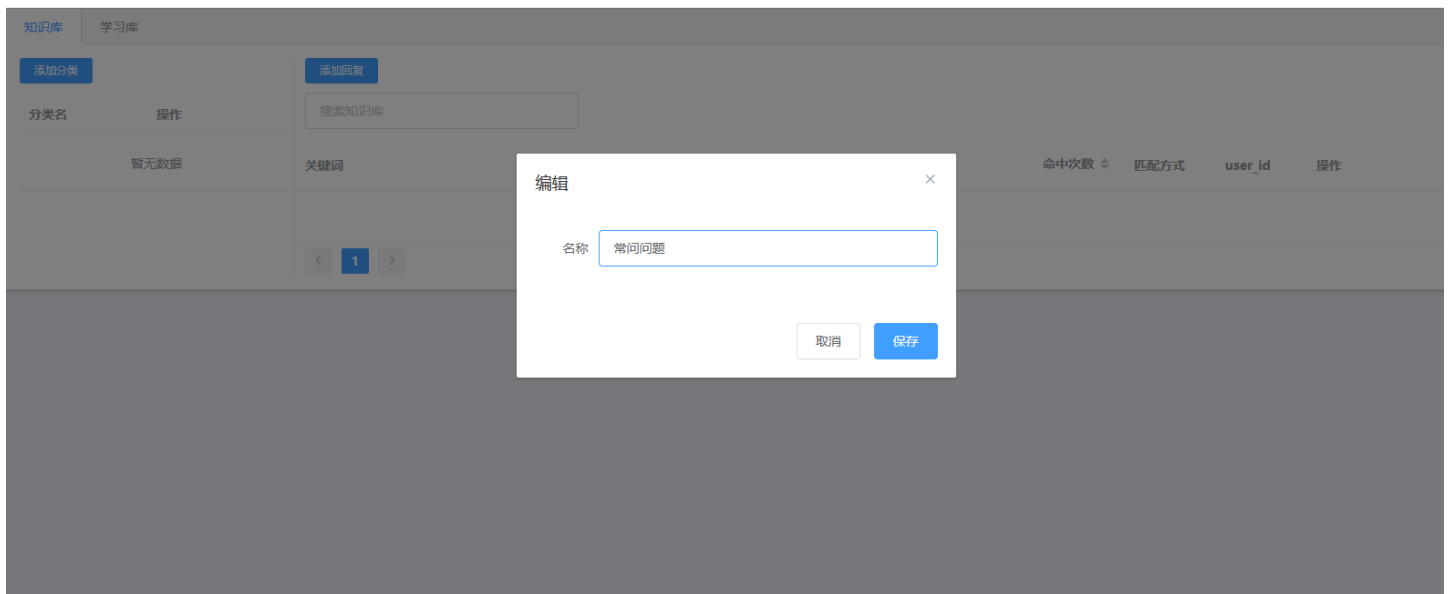 知识库 学习库
添加分类 添加回复
搜索知识库
分类名 操作
暂无数据
关键词 命中次数 匹配方式 user_id 操作
1
编辑
名称 常问问题
取消 保存